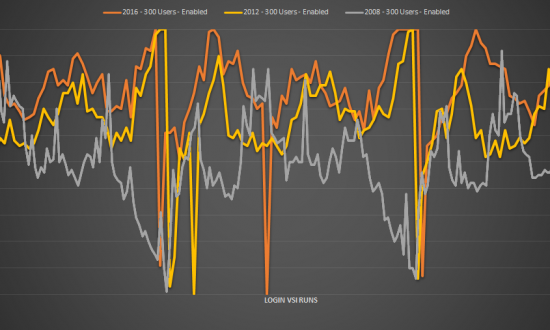 2016 - 300 Users - Enabled 2012 - 300 Users - Enabled 2008 - 300 Users - Enabled
LOGIN VSI RUNS